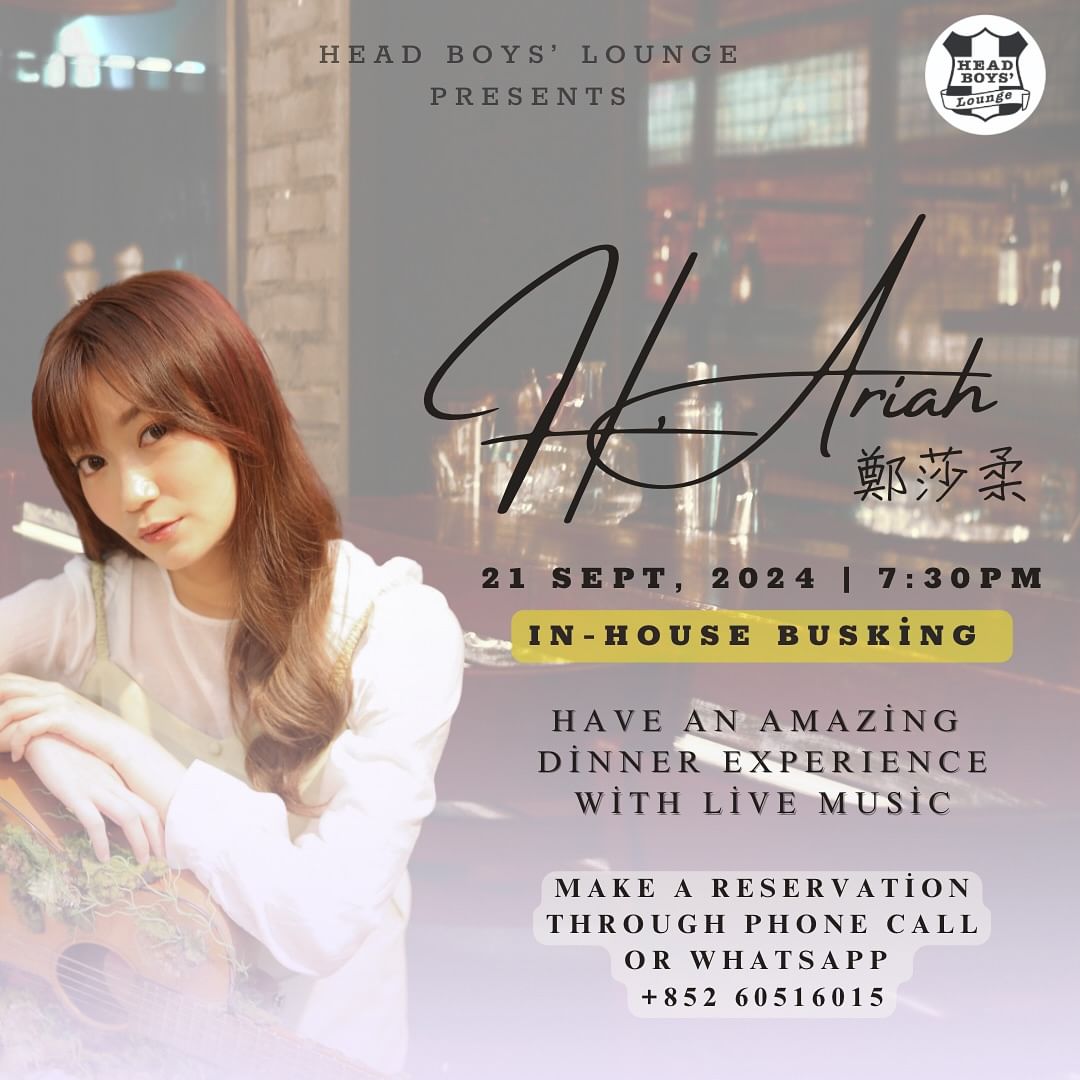 HEAD BOYS' LOUNGE
PRESENTS
HEAD
BOYS'
Lounge
H, Ariah
鄭莎柔
21 SEPT, 2024 | 7:30PM
IN-HOUSE BUSKİNG
HAVE AN AMAZİNG
DİNNER EXPERIENCE
WİTH LİVE MUSİC
MAKE A RESERVATİON
THROUGH PHONE CALL
OR WHATSAPP
+852 60516015